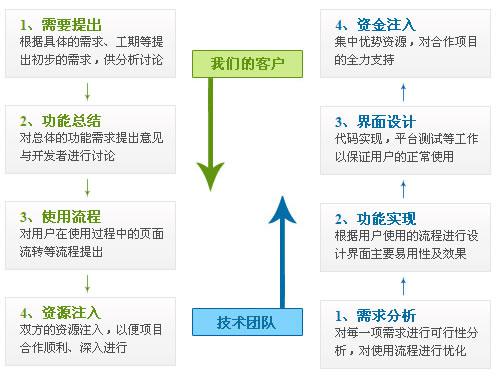 1、需要提出
根据具体的需求、工期等提
出初步的需求，供分析讨论
2、功能总结
对总体的功能需求提出意见
与开发者进行讨论
3、使用流程
对用户在使用过程中的页面
流转等流程提出
4、资源注入
双方的资源注入，以便项目
合作顺利、深入进行
我们的客户
技术团队
4、资金注入
集中优势资源，对合作项目
的全力支持
3、界面设计
代码实现，平台测试等工作
以保证用户的正常使用
2、功能实现
根据用户使用的流程进行设
计界面主要易用性及效果
1、需求分析
对每一项需求进行可行性分
析，对使用流程进行优化